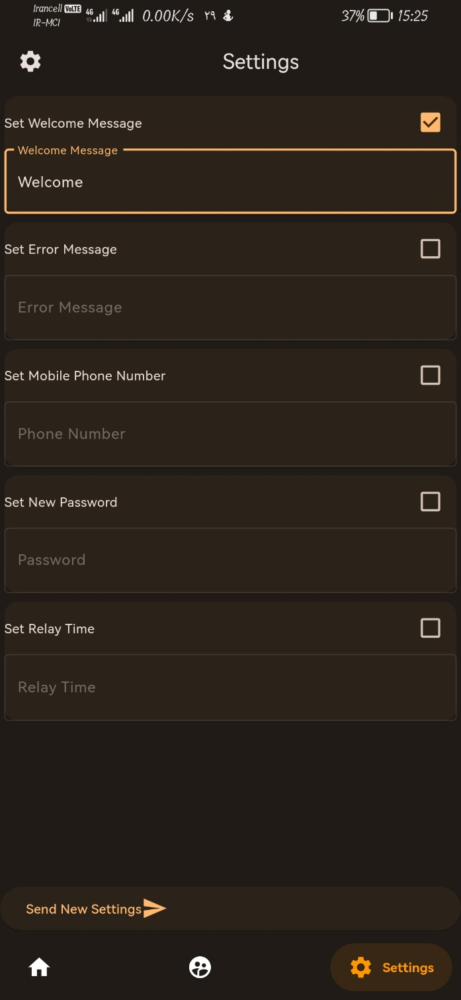 Irancell VoLTE
IR-MCI
4G 4G 0.00K/s ٢٩ 37% 15:25
Settings
Set Welcome Message
Welcome Message
Welcome
Set Error Message
Error Message
Set Mobile Phone Number
Phone Number
Set New Password
Password
Set Relay Time
Relay Time
Send New Settings
Settings